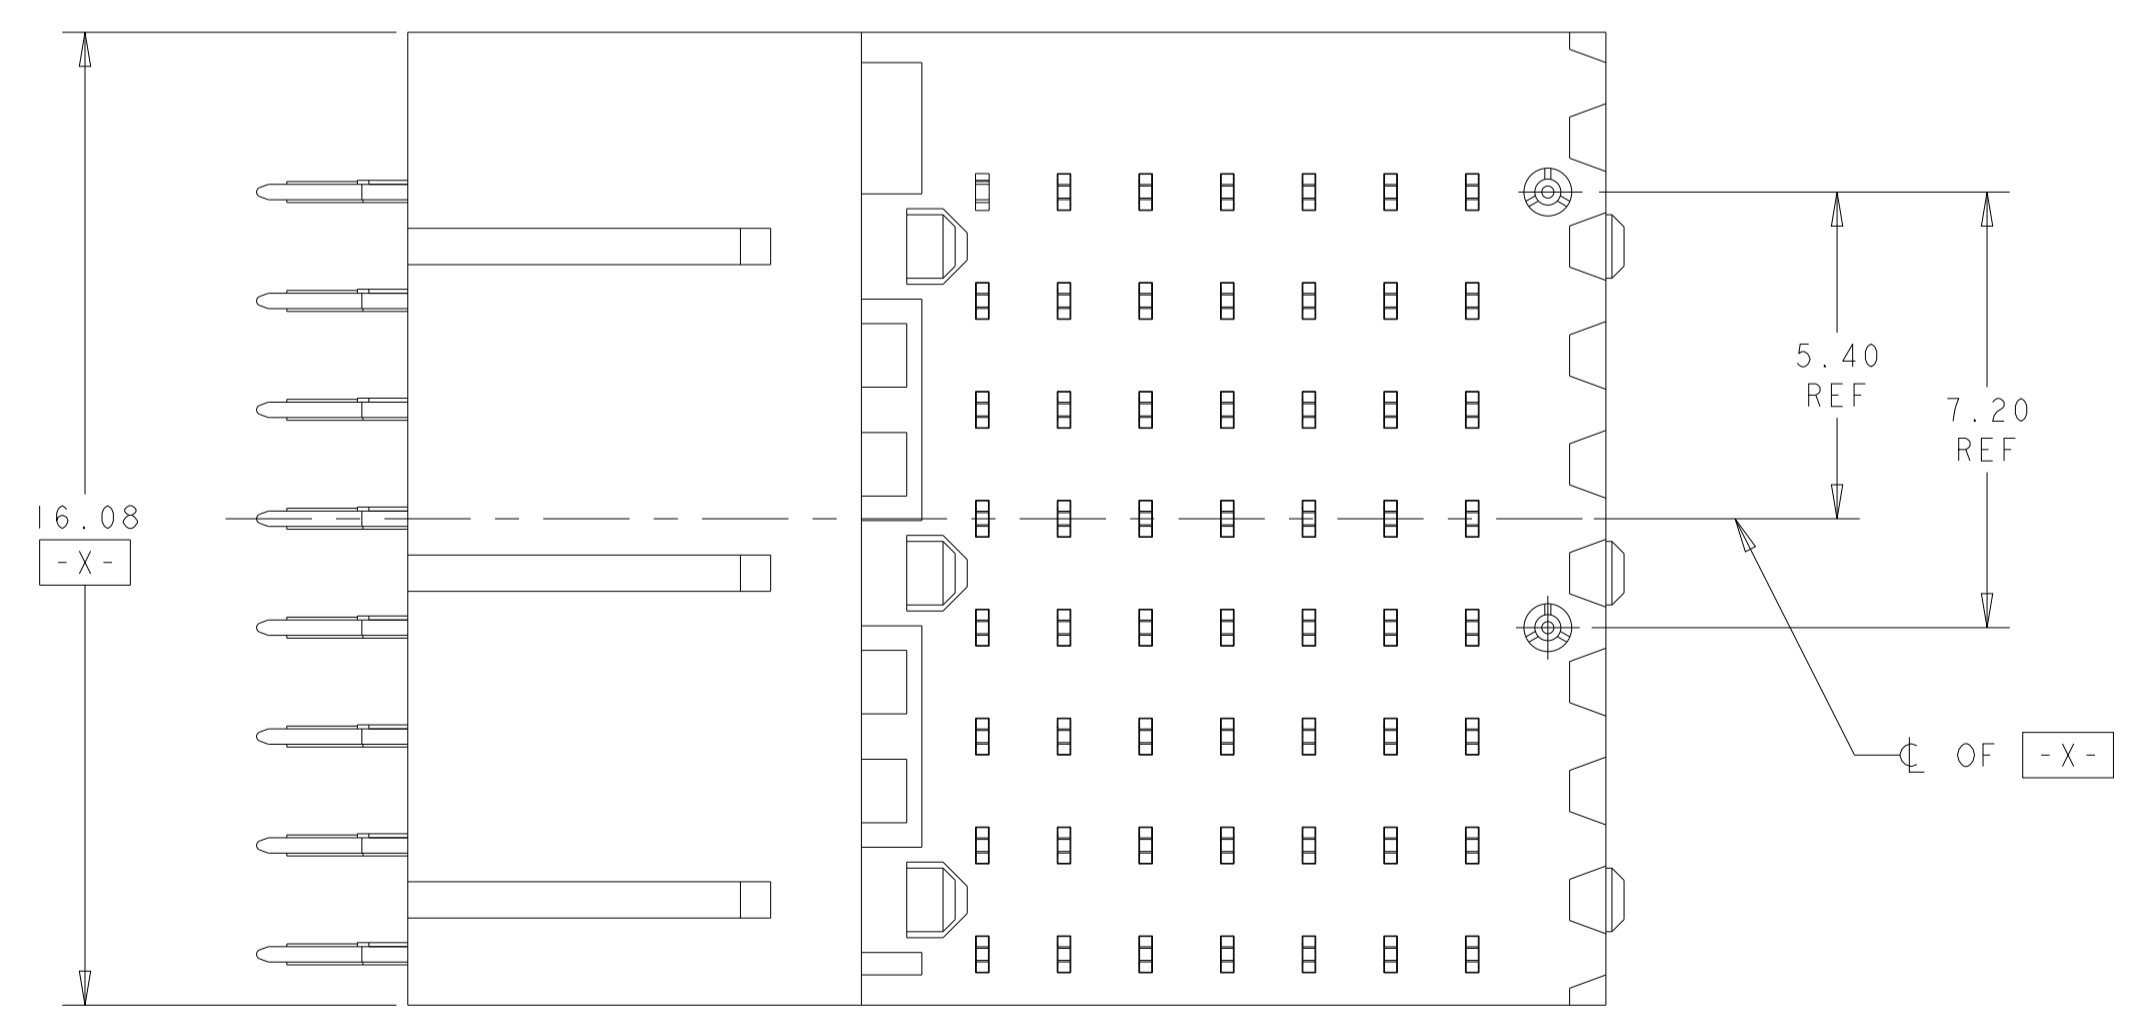 16.08
-X-
5.40
REF
7.20
REF
℄ OF -X-